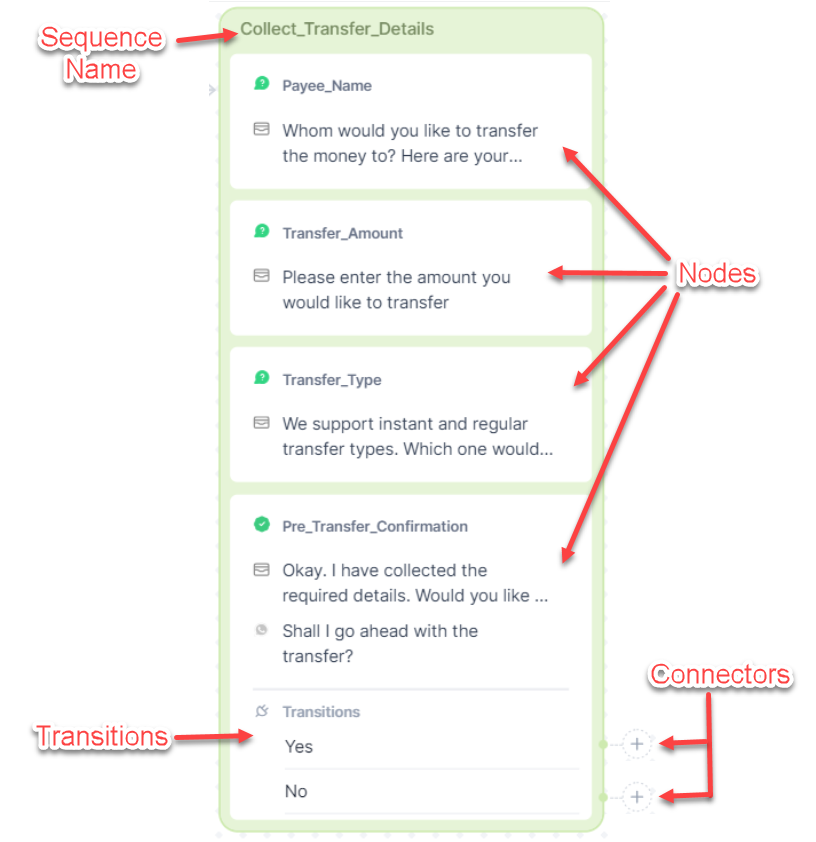 Sequence
Name
Collect_Transfer_Details
Payee_Name
Whom would you like to transfer
the money to? Here are your...
Transfer_Amount
Please enter the amount you
would like to transfer
Nodes
Transfer_Type
We support instant and regular
transfer types. Which one would...
Pre_Transfer_Confirmation
Okay. I have collected the
required details. Would you like ...
Shall I go ahead with the
transfer?
Connectors
Transitions
Transitions
Yes
No